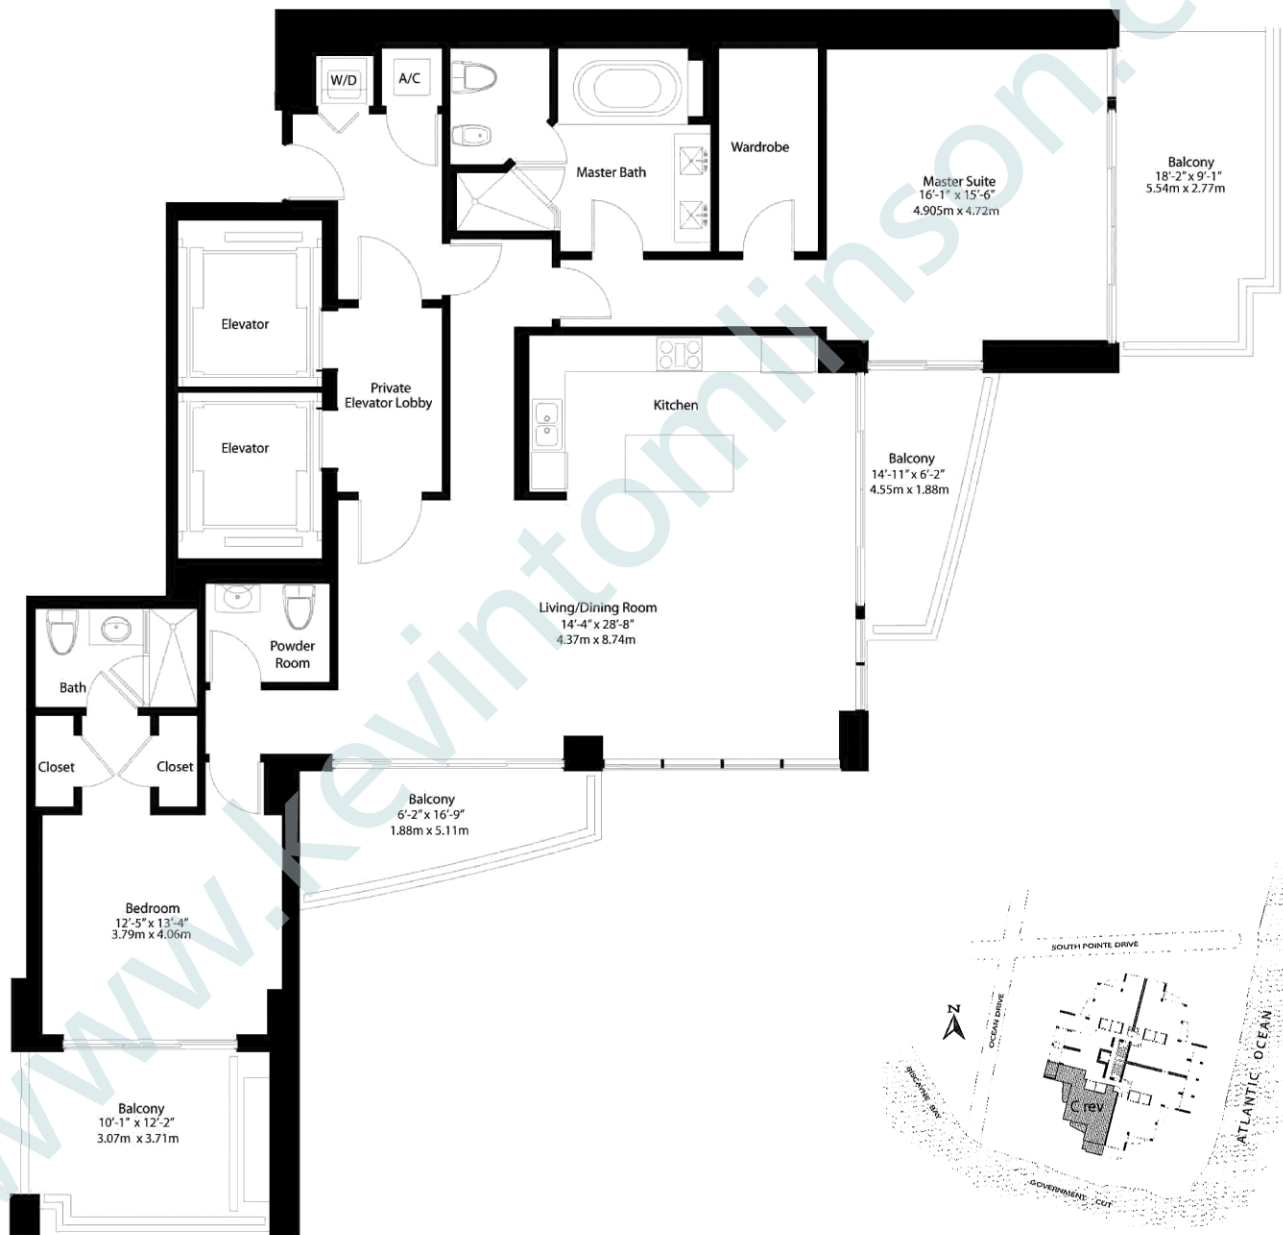 W/D
A/C
Wardrobe
Master Bath
Master Suite
16'-1" x 15'-6"
4.905m x 4.72m
Balcony
18'-2" x 9'-1"
5.54m x 2.77m
Elevator
Private
Elevator Lobby
Elevator
Kitchen
Balcony
14'-11" x 6'-2"
4.55m x 1.88m
Living/Dining Room
14'-4" x 28'-8"
4.37m x 8.74m
Powder
Room
Bath
Closet
Closet
Balcony
6'-2" x 16'-9"
1.88m x 5.11m
Bedroom
12'-5" x 13'-4"
3.79m x 4.06m
Balcony
10'-1" x 12'-2"
3.07m x 3.71m
SOUTH POINTE DRIVE
N
OCEAN DRIVE
BISCAYNE BAY
C rev
ATLANTIC OCEAN
GOVERNMENT CUT
www.kevintomlinson.c